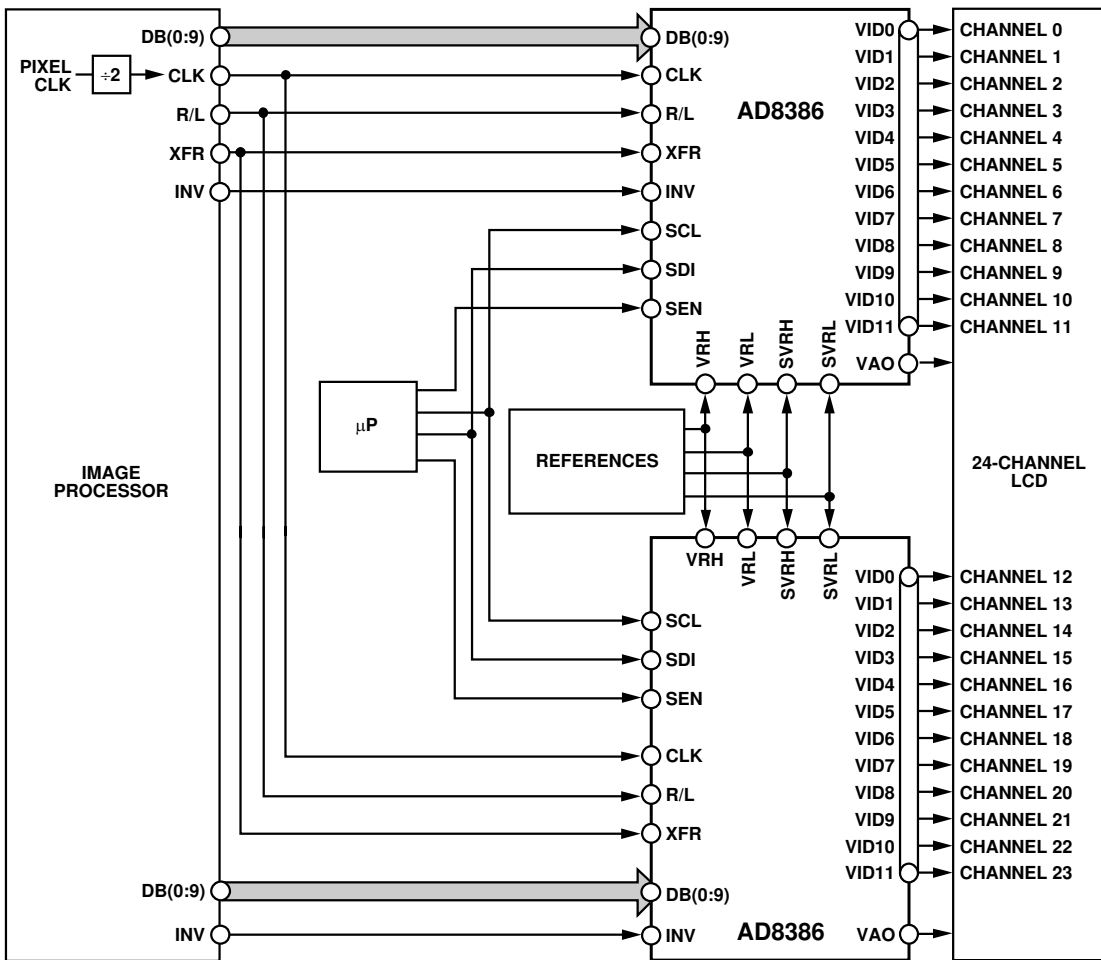 DB(0:9)
PIXEL
CLK
÷2
CLK
R/L
XFR
INV
IMAGE
PROCESSOR
DB(0:9)
INV
µP
REFERENCES
DB(0:9)
CLK
R/L
XFR
INV
SCL
SDI
SEN
AD8386
VRH
VRL
SVRH
SVRL
VID0
VID1
VID2
VID3
VID4
VID5
VID6
VID7
VID8
VID9
VID10
VID11
VAO
CHANNEL 0
CHANNEL 1
CHANNEL 2
CHANNEL 3
CHANNEL 4
CHANNEL 5
CHANNEL 6
CHANNEL 7
CHANNEL 8
CHANNEL 9
CHANNEL 10
CHANNEL 11
24-CHANNEL
LCD
VRH
VRL
SVRH
SVRL
SCL
SDI
SEN
CLK
R/L
XFR
DB(0:9)
INV
AD8386
VID0
VID1
VID2
VID3
VID4
VID5
VID6
VID7
VID8
VID9
VID10
VID11
VAO
CHANNEL 12
CHANNEL 13
CHANNEL 14
CHANNEL 15
CHANNEL 16
CHANNEL 17
CHANNEL 18
CHANNEL 19
CHANNEL 20
CHANNEL 21
CHANNEL 22
CHANNEL 23